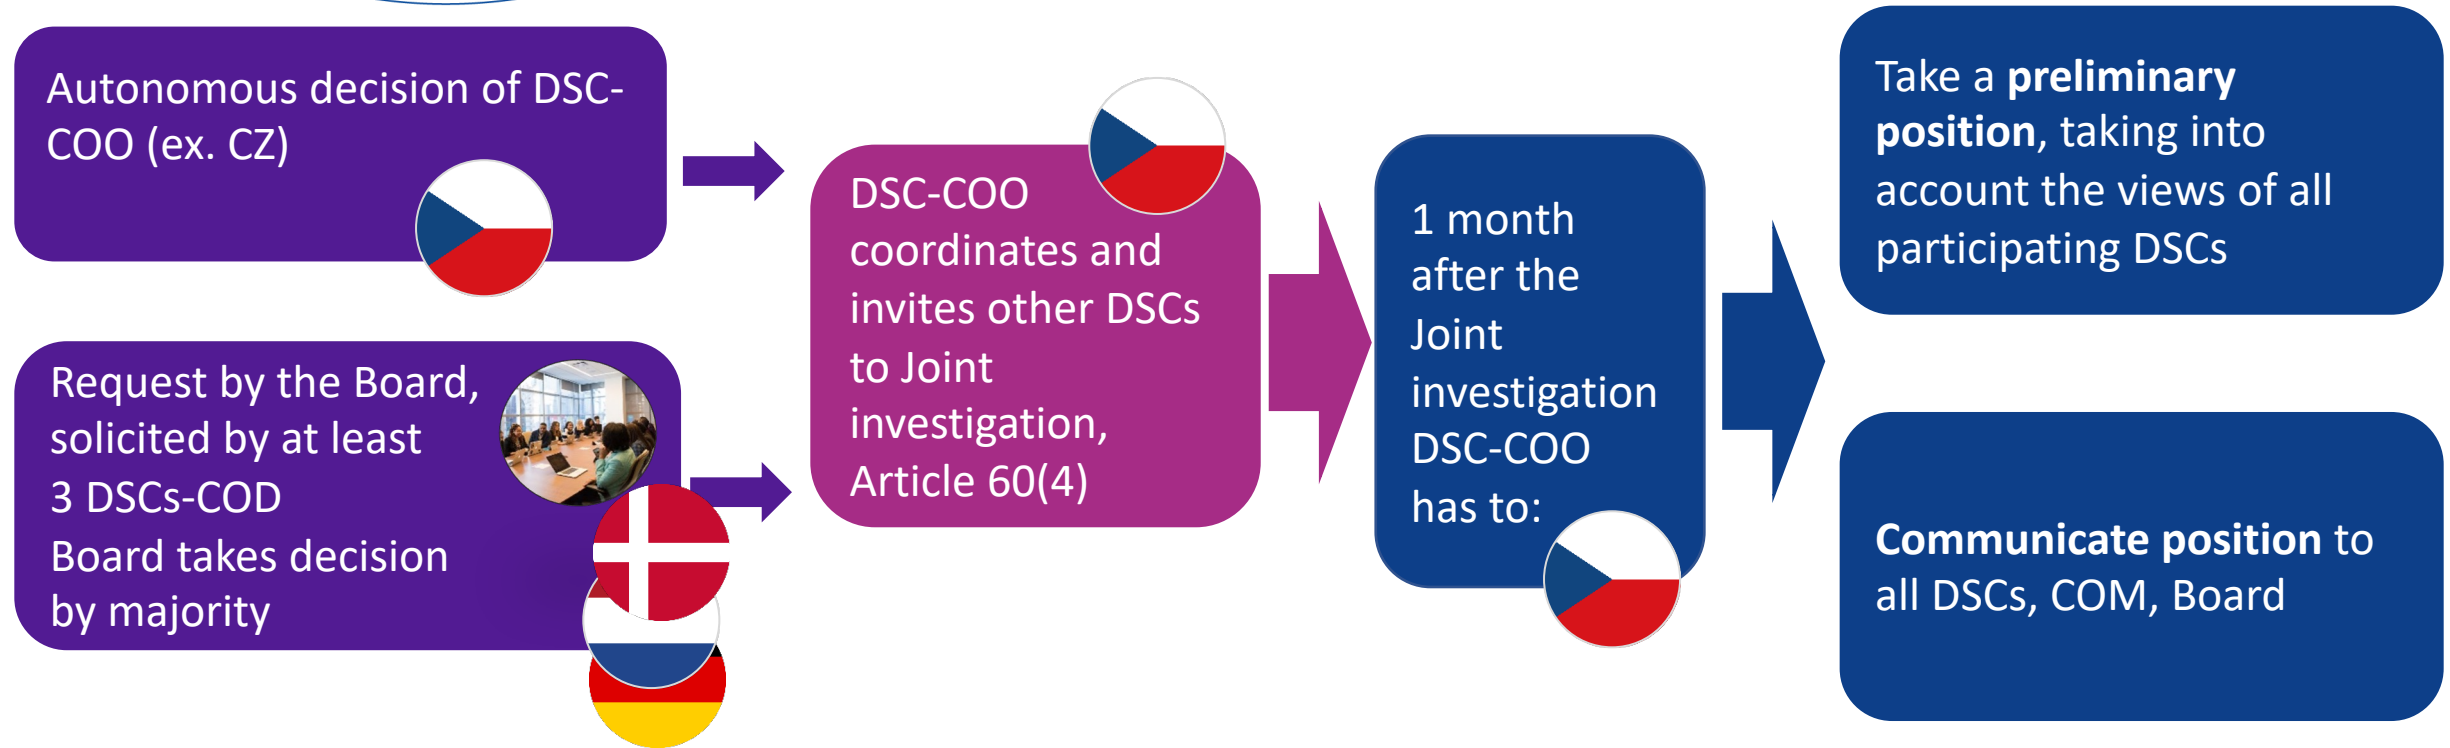 Autonomous decision of DSC-
COO (ex. CZ)
Request by the Board,
solicited by at least
3 DSCs-COD
Board takes decision
by majority
DSC-COO
coordinates and
invites other DSCs
to Joint
investigation,
Article 60(4)
1 month
after the
Joint
investigation
DSC-COO
has to:
Take a preliminary
position, taking into
account the views of all
participating DSCs
Communicate position to
all DSCs, COM, Board